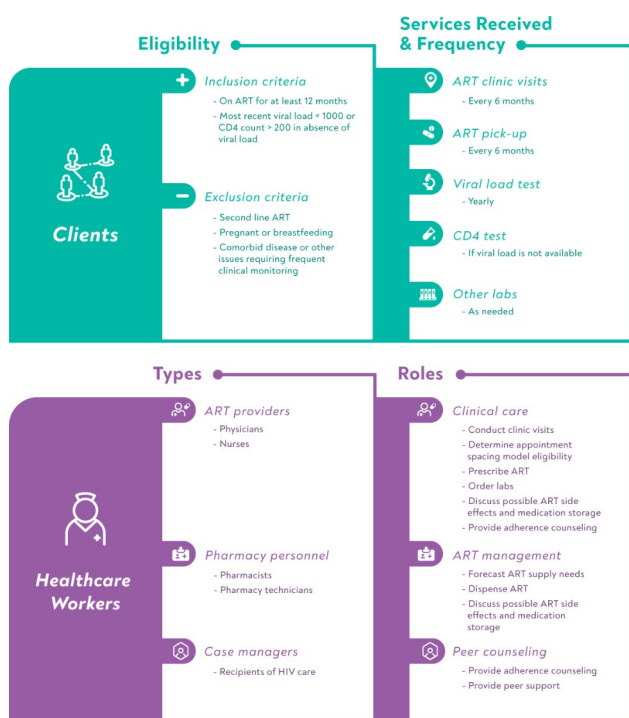 Eligibility
Services Received
& Frequency
Clients
Inclusion criteria
- On ART for at least 12 months
- Most recent viral load < 1000 or
CD4 count > 200 in absence of
viral load
Exclusion criteria
- Second line ART
- Pregnant or breastfeeding
- Comorbid disease or other
issues requiring frequent
clinical monitoring
ART clinic visits
- Every 6 months
ART pick-up
- Every 6 months
Viral load test
- Yearly
CD4 test
- If viral load is not available
Other labs
- As needed
Types
Roles
Healthcare
Workers
ART providers
- Physicians
- Nurses
Pharmacy personnel
- Pharmacists
- Pharmacy technicians
Case managers
- Recipients of HIV care
Clinical care
- Conduct clinic visits
- Determine appointment
spacing model eligibility
- Prescribe ART
- Order labs
- Discuss possible ART side
effects and medication storage
- Provide adherence counseling
ART management
- Forecast ART supply needs
- Dispense ART
- Discuss possible ART side
effects and medication
storage
Peer counseling
- Provide adherence counseling
- Provide peer support